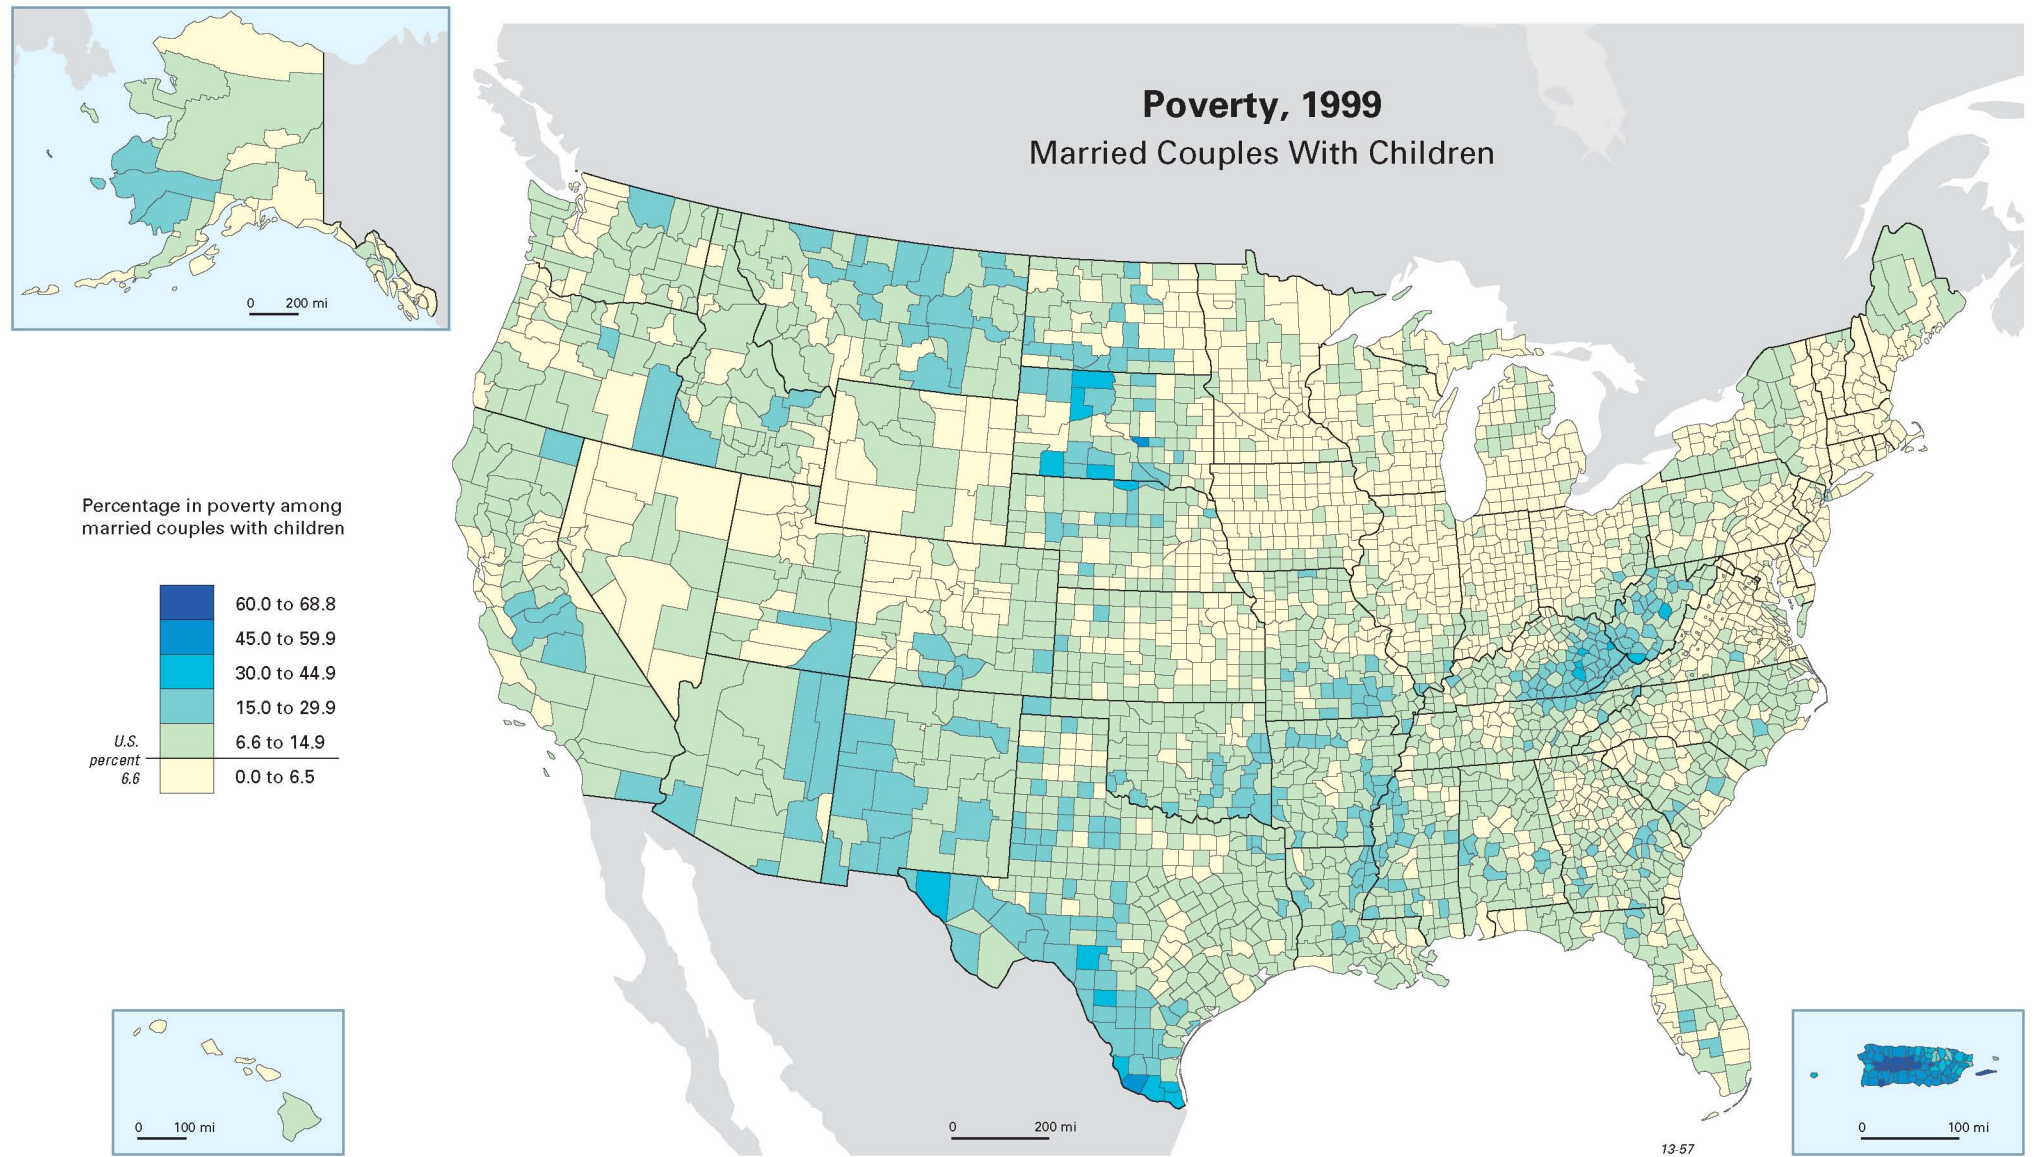 Poverty, 1999
Married Couples With Children
0 200 mi
Percentage in poverty among
married couples with children
60.0 to 68.8
45.0 to 59.9
30.0 to 44.9
15.0 to 29.9
6.6 to 14.9
U.S.
percent
6.6
0.0 to 6.5
0 100 mi
0 200 mi
0 100 mi
13-57